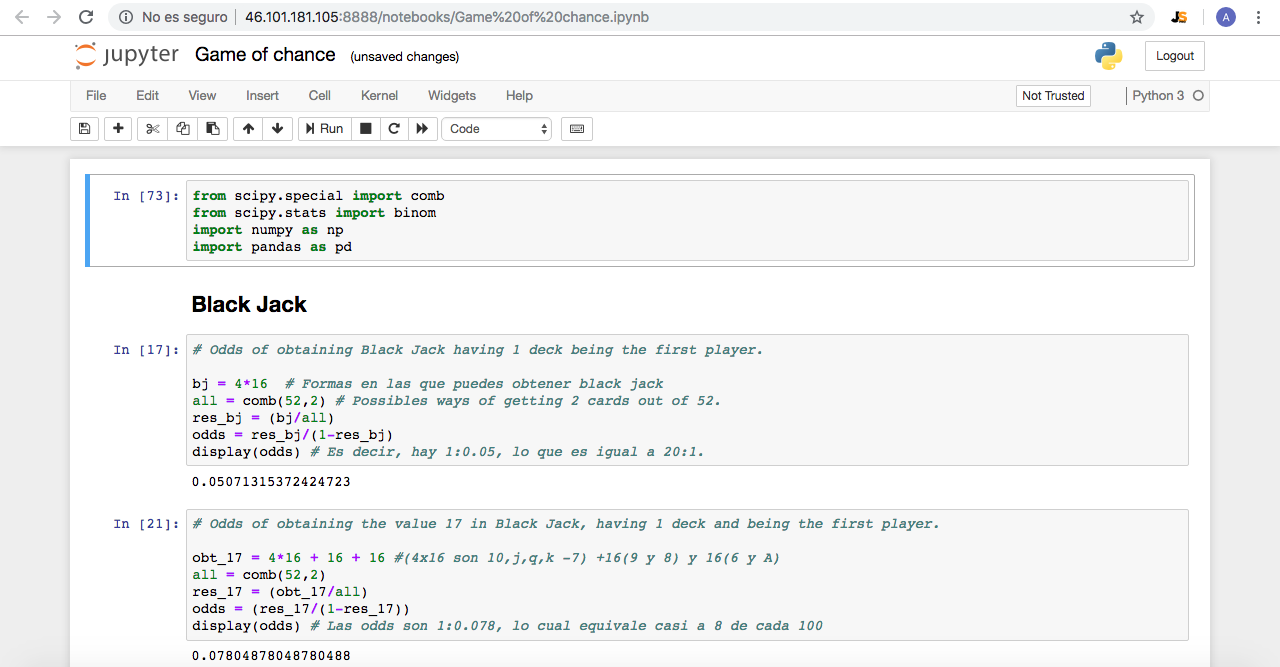 No es seguro 46.101.181.105:8888/notebooks/Game%20of%20chance.ipynb JS A
jupyter Game of chance (unsaved changes) Logout
File Edit View Insert Cell Kernel Widgets Help Not Trusted Python 3
Run Code
In [73]: from scipy.special import comb
from scipy.stats import binom
import numpy as np
import pandas as pd
Black Jack
In [17]: # Odds of obtaining Black Jack having 1 deck being the first player.
bj = 4*16 # Formas en las que puedes obtener black jack
all = comb(52,2) # Possibles ways of getting 2 cards out of 52.
res_bj = (bj/all)
odds = res_bj/(1-res_bj)
display(odds) # Es decir, hay 1:0.05, lo que es igual a 20:1.
0.05071315372424723
In [21]: # Odds of obtaining the value 17 in Black Jack, having 1 deck and being the first player.
obt_17 = 4*16 + 16 + 16 #(4x16 son 10,j,q,k -7) +16(9 y 8) y 16(6 y A)
all = comb(52,2)
res_17 = (obt_17/all)
odds = (res_17/(1-res_17))
display(odds) # Las odds son 1:0.078, lo cual equivale casi a 8 de cada 100
0.07804878048780488